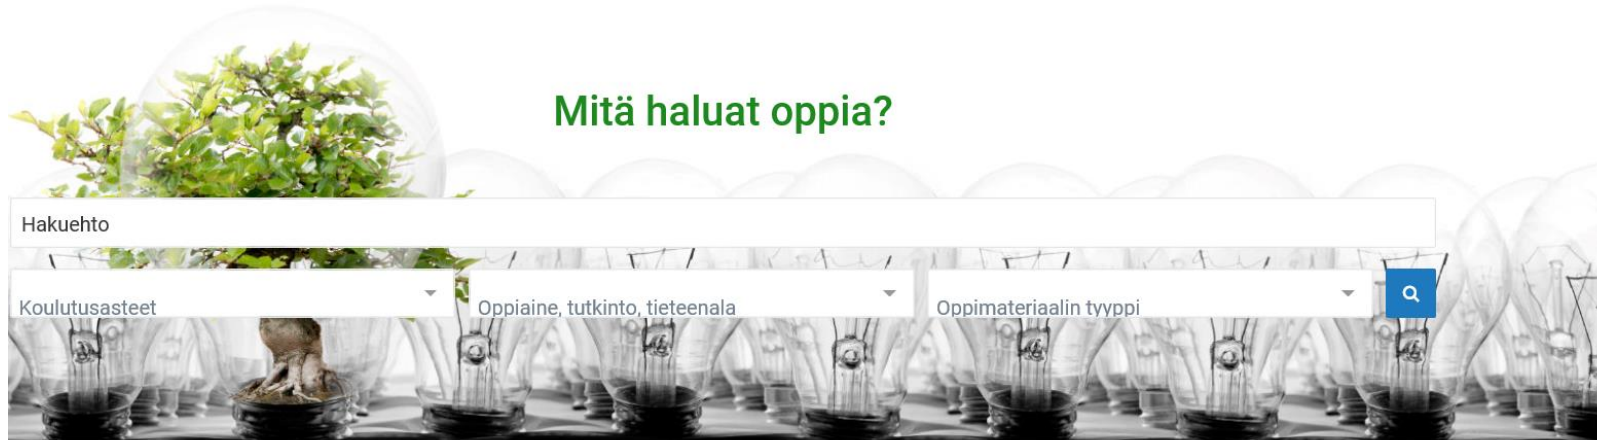 Mitä haluat oppia?
Hakuehto
Koulutusasteet
Oppiaine, tutkinto, tieteenala
Oppimateriaalin tyyppi